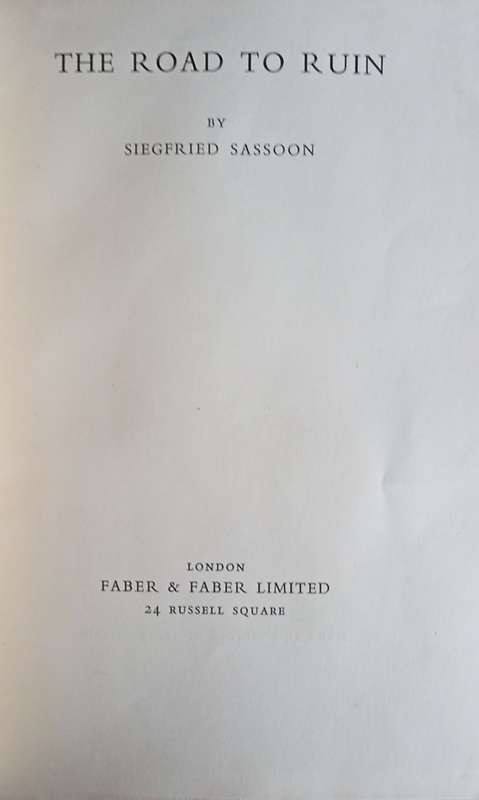 THE ROAD TO RUIN
BY
SIEGFRIED SASSOON
LONDON
FABER & FABER LIMITED
24 RUSSELL SQUARE